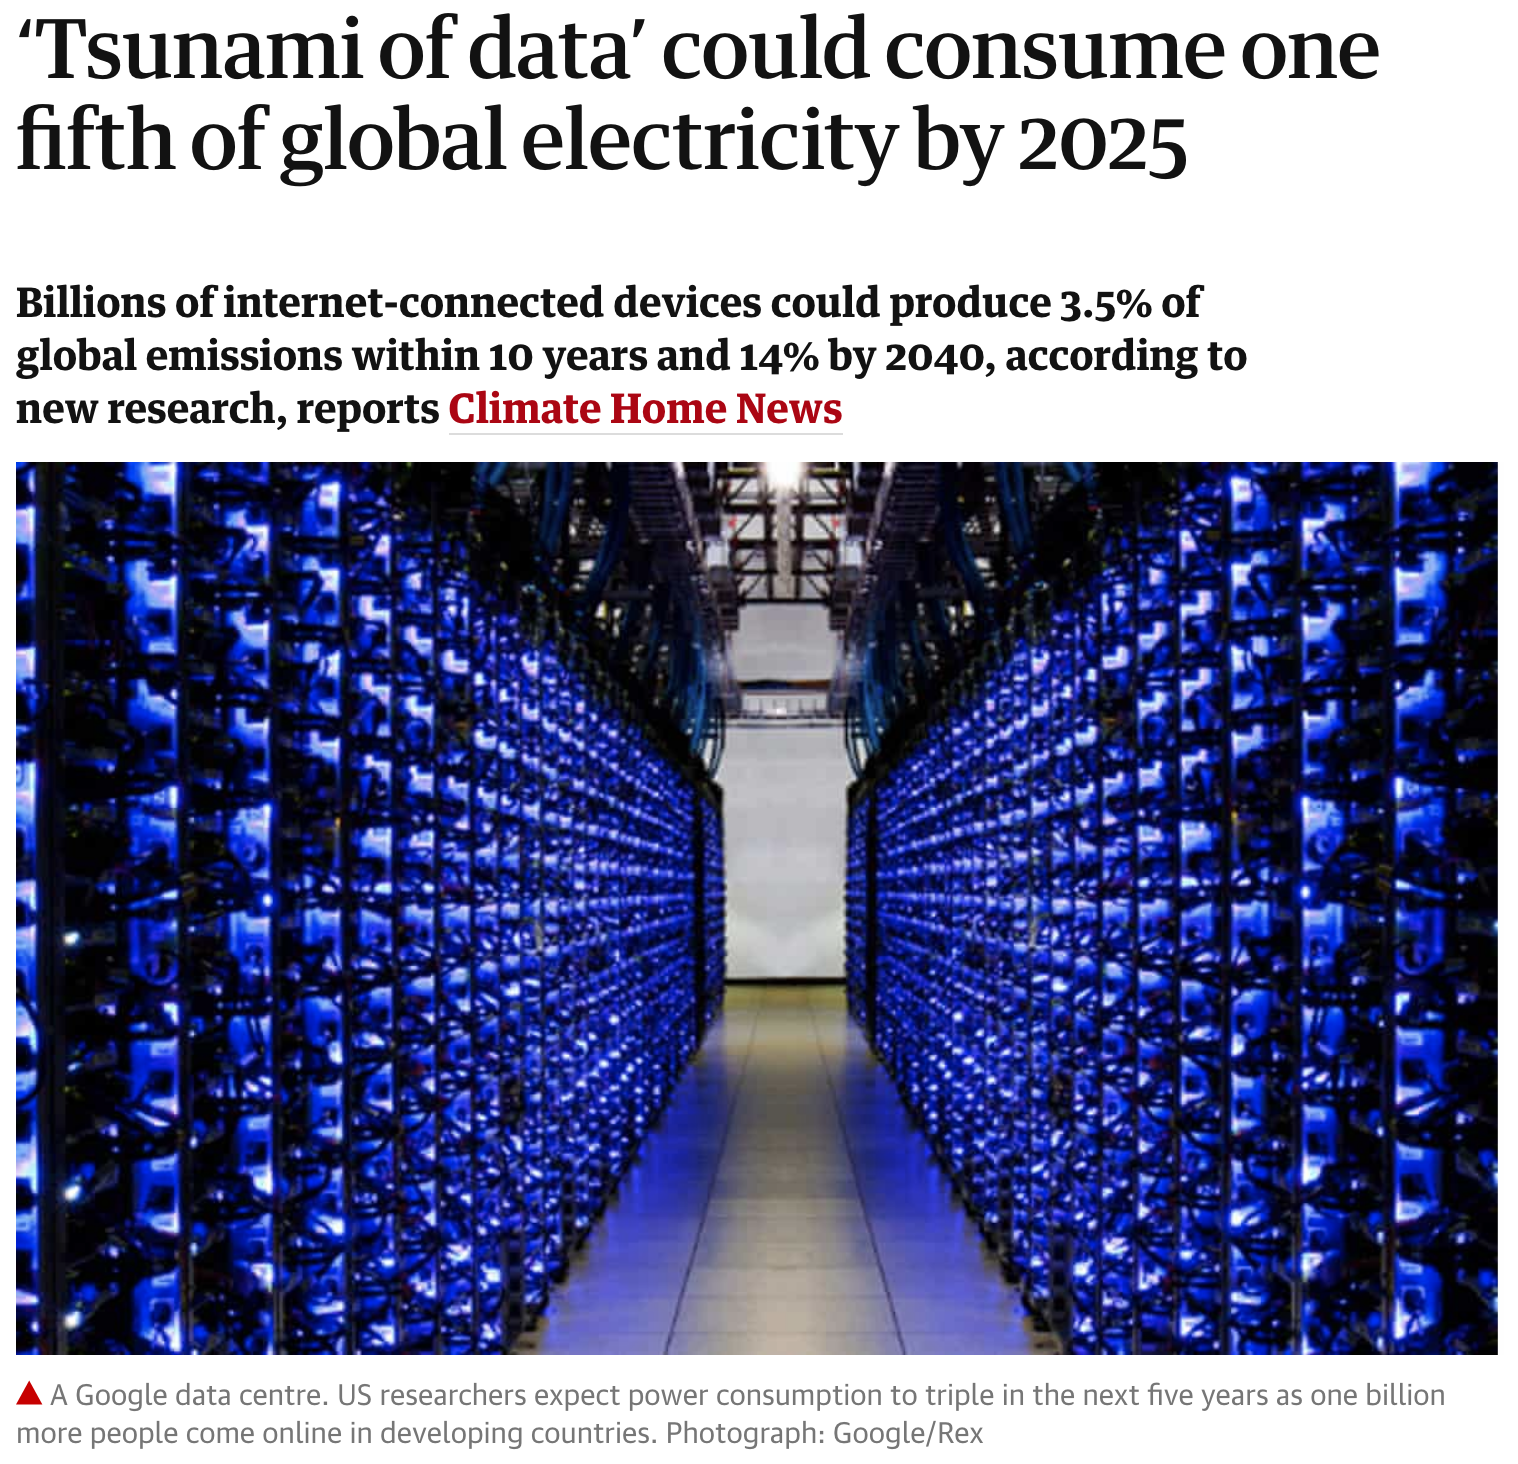 ‘Tsunami of data’ could consume one
fifth of global electricity by 2025
Billions of internet-connected devices could produce 3.5% of
global emissions within 10 years and 14% by 2040, according to
new research, reports Climate Home News
A Google data centre. US researchers expect power consumption to triple in the next five years as one billion
more people come online in developing countries. Photograph: Google/Rex